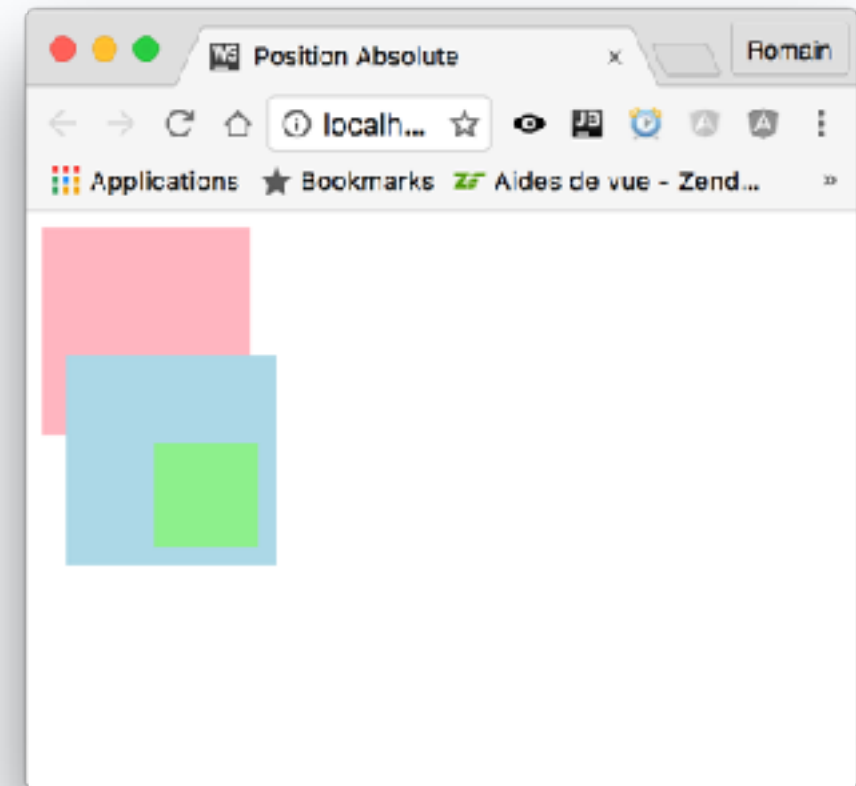 Position Absolute × Romain
localh...
Applications Bookmarks Aides de vue - Zend... »